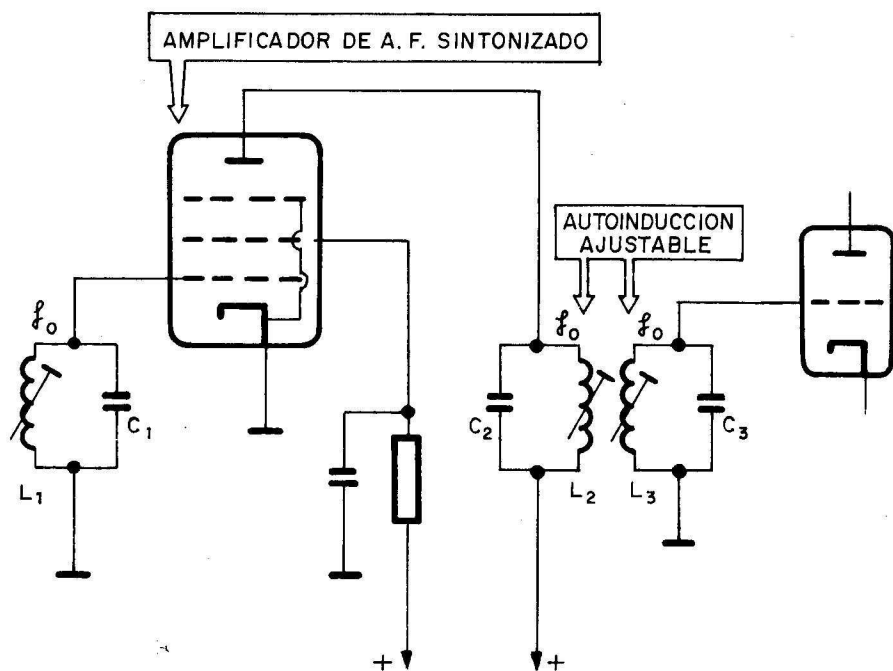 AMPLIFICADOR DE A. F. SINTONIZADO
AUTOINDUCCION
AJUSTABLE
f₀
f₀
f₀
C₁
C₂
C₃
L₁
L₂
L₃
+
+